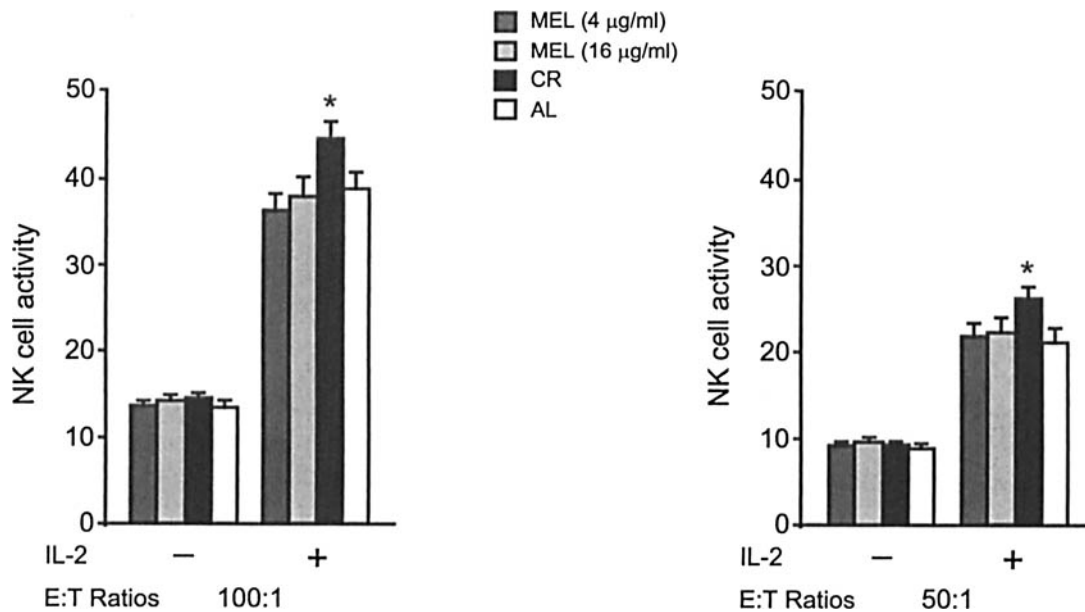 MEL (4 μg/ml)
MEL (16 μg/ml)
CR
AL
NK cell activity
50
40
30
20
10
0
*
IL-2 − +
E:T Ratios 100:1
NK cell activity
50
40
30
20
10
0
*
IL-2 − +
E:T Ratios 50:1